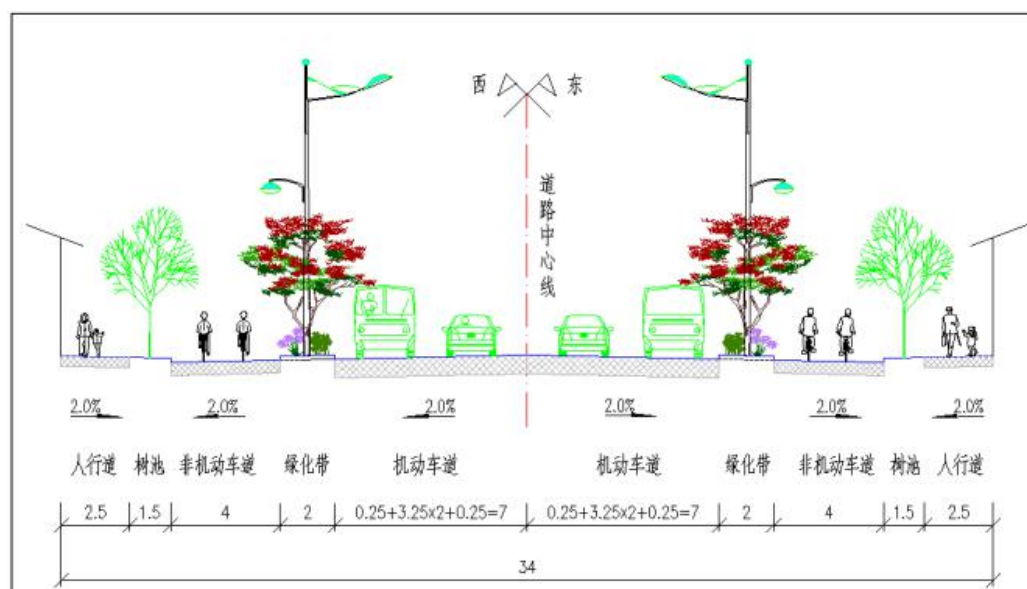 西 东
道路中心线
2.0% 2.0% 2.0% 2.0% 2.0% 2.0%
人行道 树池 非机动车道 绿化带 机动车道 机动车道 绿化带 非机动车道 树池 人行道
2.5 1.5 4 2 0.25+3.25x2+0.25=7 0.25+3.25x2+0.25=7 2 4 1.5 2.5
34